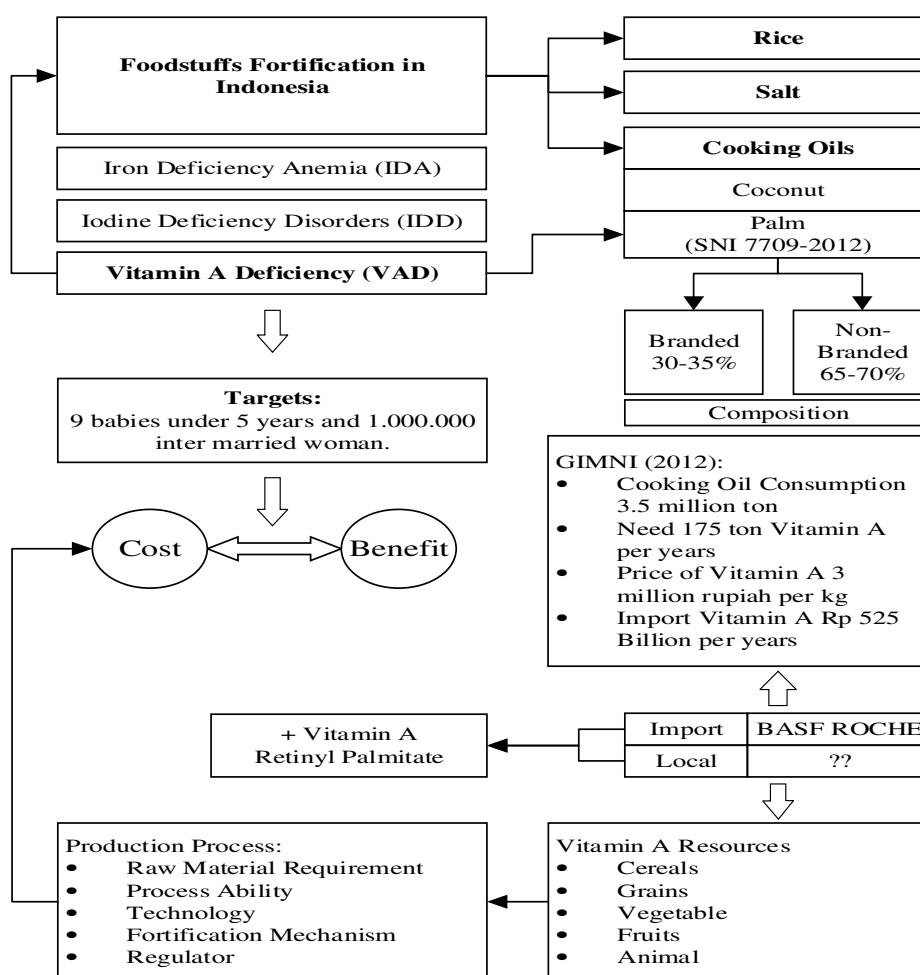 Foodstuffs Fortification in
Indonesia
Iron Deficiency Anemia (IDA)
Iodine Deficiency Disorders (IDD)
Vitamin A Deficiency (VAD)
Rice
Salt
Cooking Oils
Coconut
Palm
(SNI 7709-2012)
Branded
30-35%
Non-
Branded
65-70%
Composition
Targets:
9 babies under 5 years and 1.000.000
inter married woman.
Cost
Benefit
GIMNI (2012):
• Cooking Oil Consumption
3.5 million ton
• Need 175 ton Vitamin A
per years
• Price of Vitamin A 3
million rupiah per kg
• Import Vitamin A Rp 525
Billion per years
+ Vitamin A
Retinyl Palmitate
Import BASF ROCHE
Local ??
Production Process:
• Raw Material Requirement
• Process Ability
• Technology
• Fortification Mechanism
• Regulator
Vitamin A Resources
• Cereals
• Grains
• Vegetable
• Fruits
• Animal